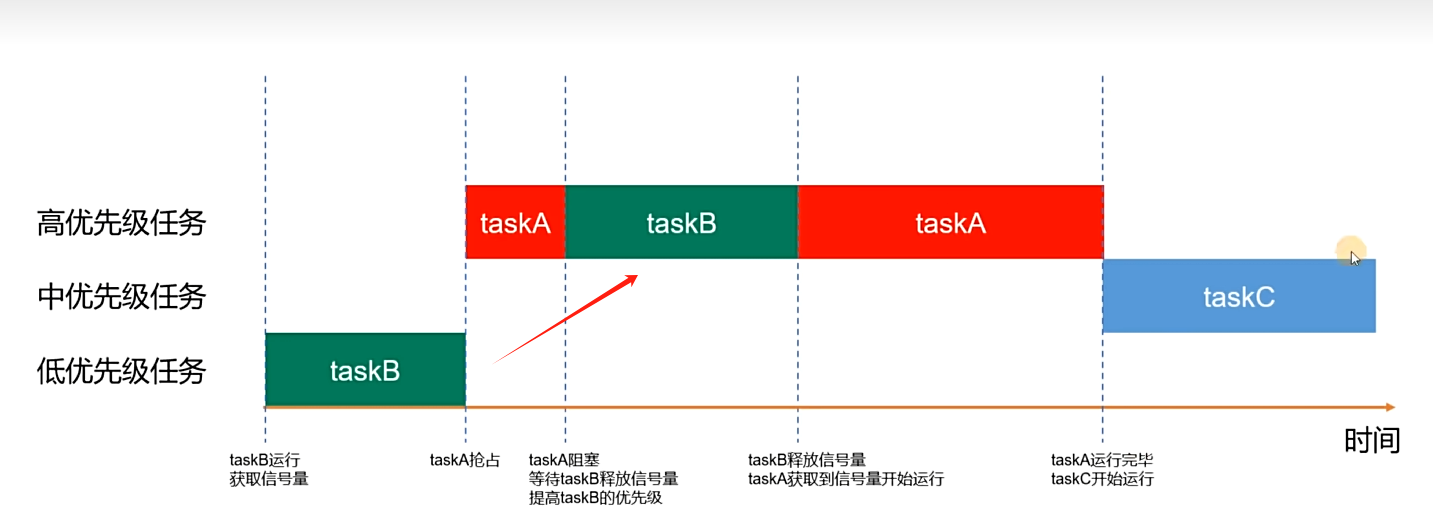 高优先级任务
taskA
taskB
taskA
中优先级任务
taskC
低优先级任务
taskB
时间
taskB运行
获取信号量
taskA抢占
taskA阻塞
等待taskB释放信号量
提高taskB的优先级
taskB释放信号量
taskA获取到信号量开始运行
taskA运行完毕
taskC开始运行